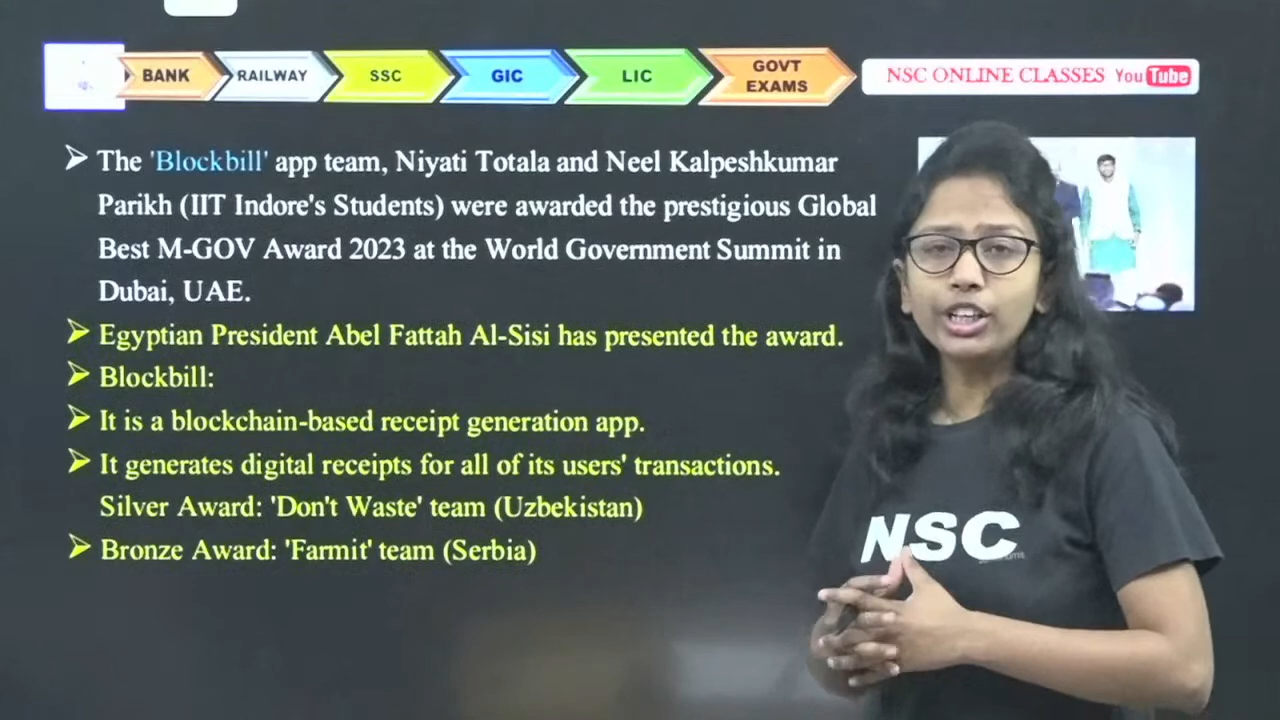 BANK
RAILWAY
SSC
GIC
LIC
GOVT
EXAMS
NSC ONLINE CLASSES YouTube
The 'Blockbill' app team, Niyati Totala and Neel Kalpeshkumar
Parikh (IIT Indore's Students) were awarded the prestigious Global
Best M-GOV Award 2023 at the World Government Summit in
Dubai, UAE.
Egyptian President Abel Fattah Al-Sisi has presented the award.
Blockbill:
It is a blockchain-based receipt generation app.
It generates digital receipts for all of its users' transactions.
Silver Award: 'Don't Waste' team (Uzbekistan)
Bronze Award: 'Farmit' team (Serbia)
NSC